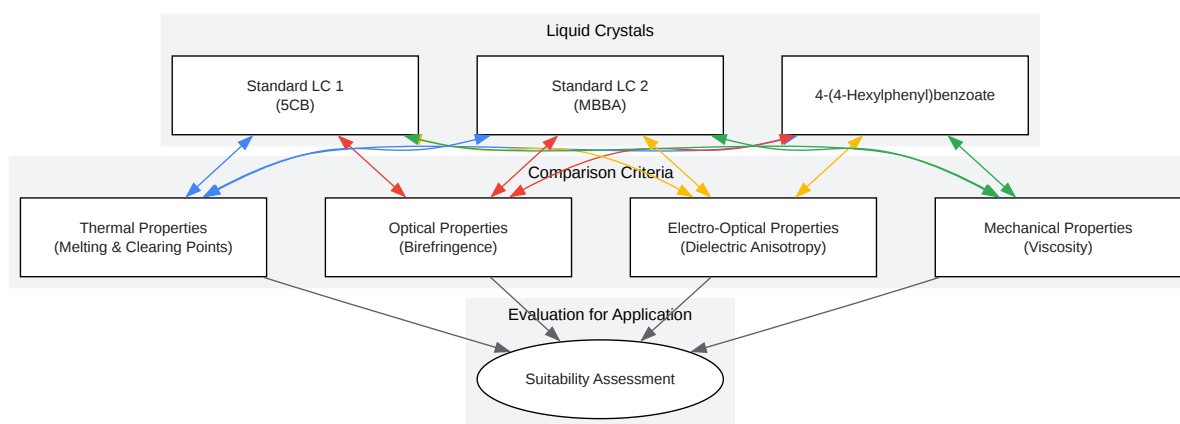 Liquid Crystals
Standard LC 1
(5CB)
Standard LC 2
(MBBA)
4-(4-Hexylphenyl)benzoate
Comparison Criteria
Thermal Properties
(Melting & Clearing Points)
Optical Properties
(Birefringence)
Electro-Optical Properties
(Dielectric Anisotropy)
Mechanical Properties
(Viscosity)
Evaluation for Application
Suitability Assessment